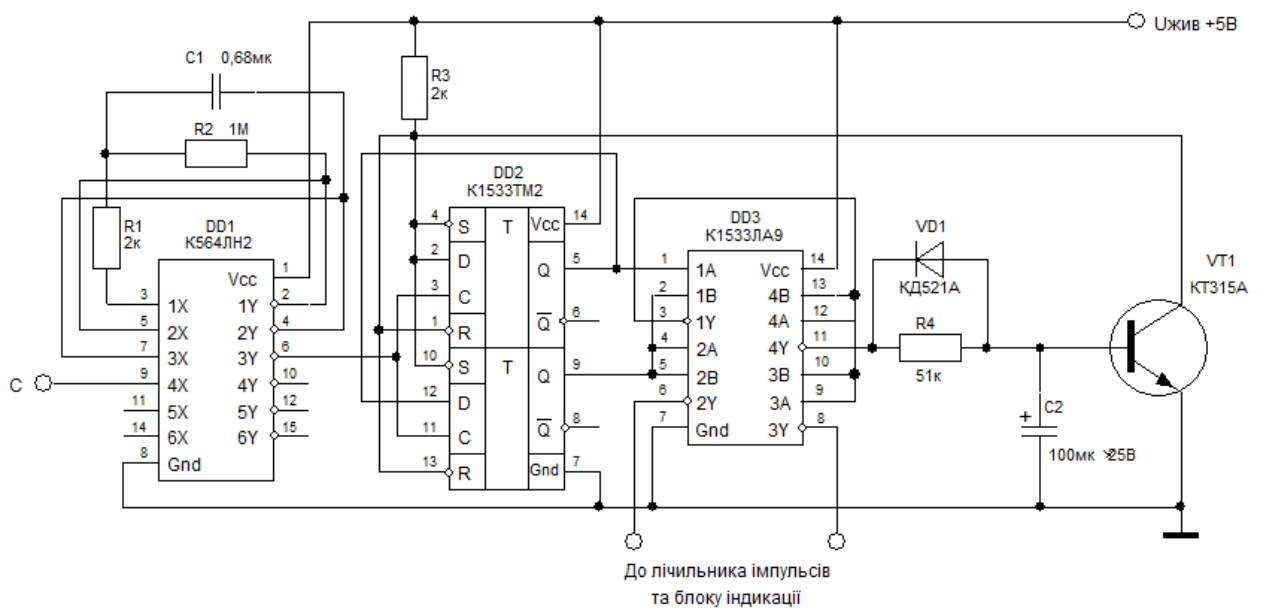 Uжив +5В
C1 0,68мк
R3
2к
R2 1М
R1
2к
DD1
К564ЛН2
Vcc 1
3 1X 1Y 2
5 2X 2Y 4
7 3X 3Y 6
C 9 4X 4Y 10
11 5X 5Y 12
14 6X 6Y 15
8 Gnd
DD2
К1533ТМ2
4 S T Vcc 14
2 D Q 5
3 C
1 R Q 6
10 S T Q 9
12 D
11 C Q 8
13 R Gnd 7
DD3
К1533ЛА9
1 1A Vcc 14
2 1B 4B 13
3 1Y 4A 12
4 2A 4Y 11
5 2B 3B 10
6 2Y 3A 9
7 Gnd 3Y 8
VD1
КД521А
R4
51к
VT1
КТ315А
+ C2
100мк ×25В
До лічильника імпульсів
та блоку індикації